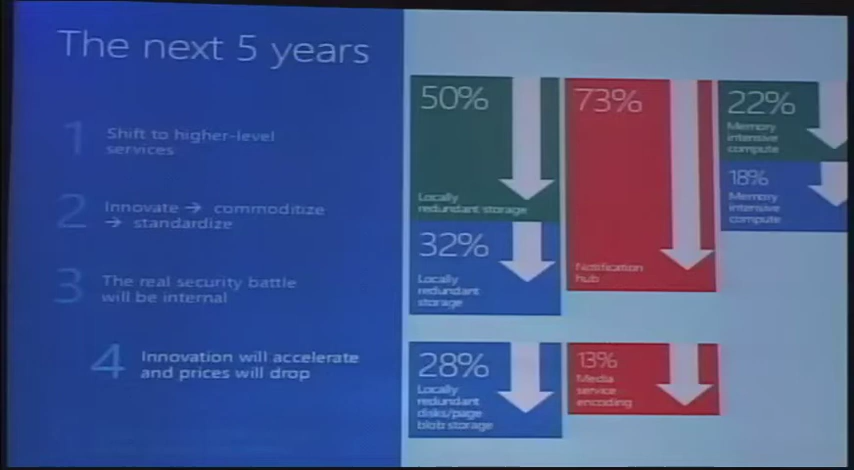 The next 5 years
1
Shift to higher-level
services
2
Innovate → commoditize
→ standardize
3
The real security battle
will be internal
4
Innovation will accelerate
and prices will drop
50%
Locally
redundant storage
32%
Locally
redundant
storage
73%
Notification
hub
22%
Memory
intensive
compute
18%
Memory
intensive
compute
28%
Locally
redundant
disks/page
blob storage
13%
Media
service
encoding